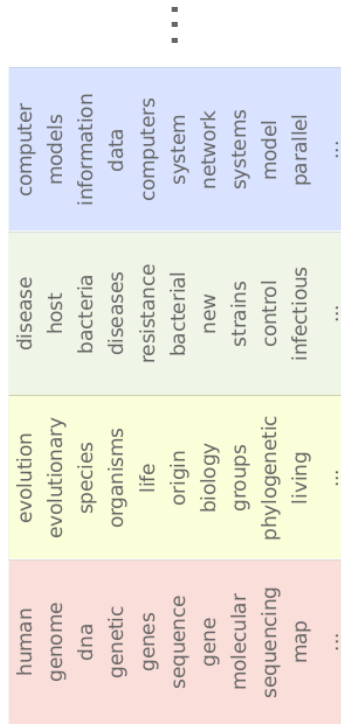 human
genome
dna
genetic
genes
sequence
gene
molecular
sequencing
map
...
evolution
evolutionary
species
organisms
life
origin
biology
groups
phylogenetic
living
...
disease
host
bacteria
diseases
resistance
bacterial
new
strains
control
infectious
...
computer
models
information
data
computers
system
network
systems
model
parallel
...
...